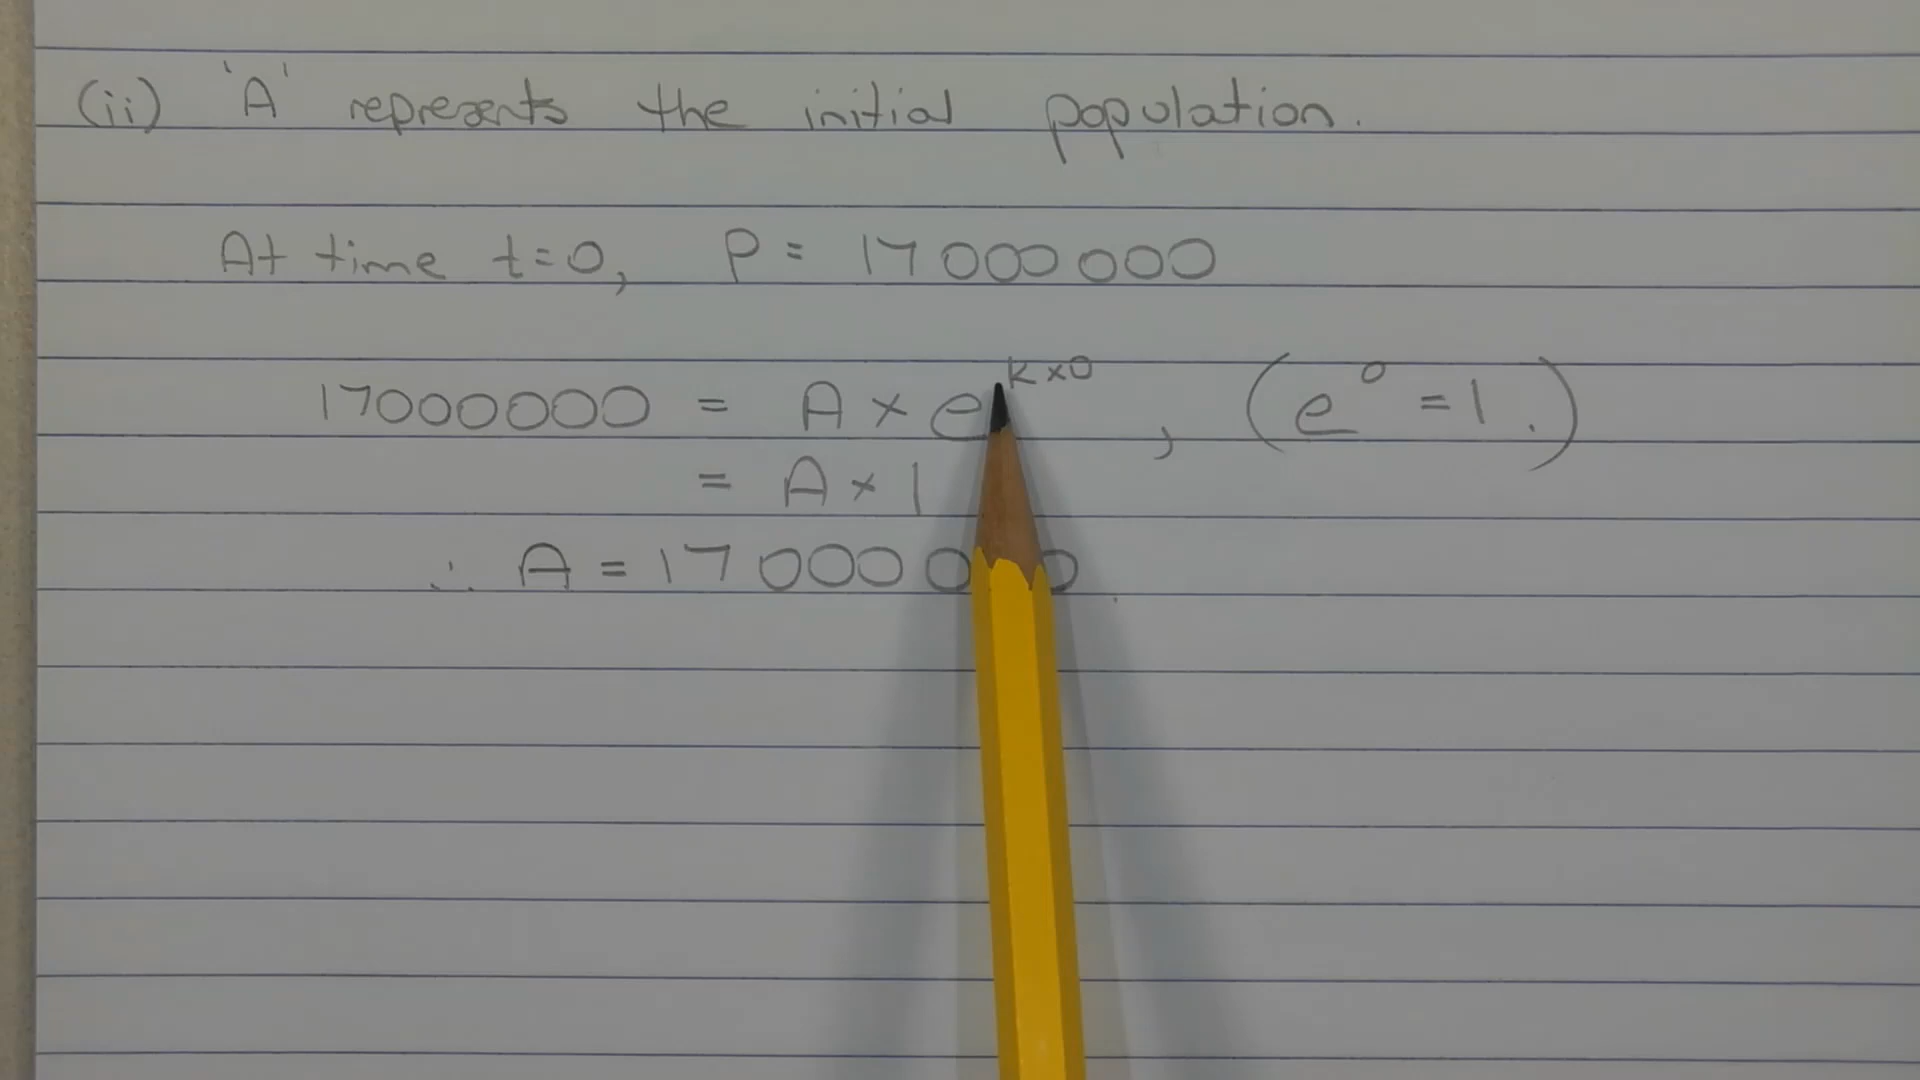 (ii) 'A' represents the initial population.
At time t=0, P = 17 000 000
17000000 = A × e^{k×0}, (e^0 = 1.)
= A × 1
∴ A = 17 000 000.